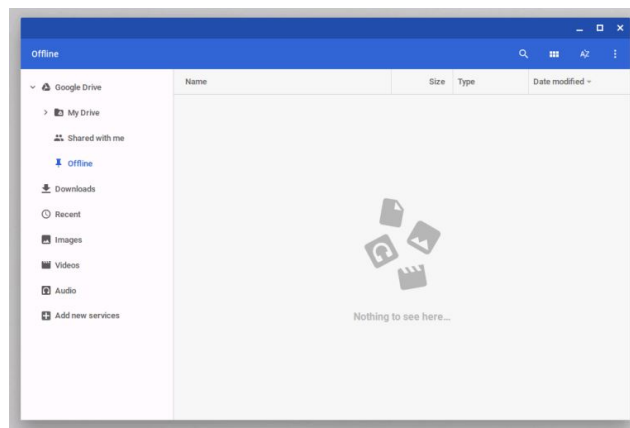 Offline
AZ
Name Size Type Date modified
Google Drive
My Drive
Shared with me
Offline
Downloads
Recent
Images
Videos
Audio
Add new services
Nothing to see here...